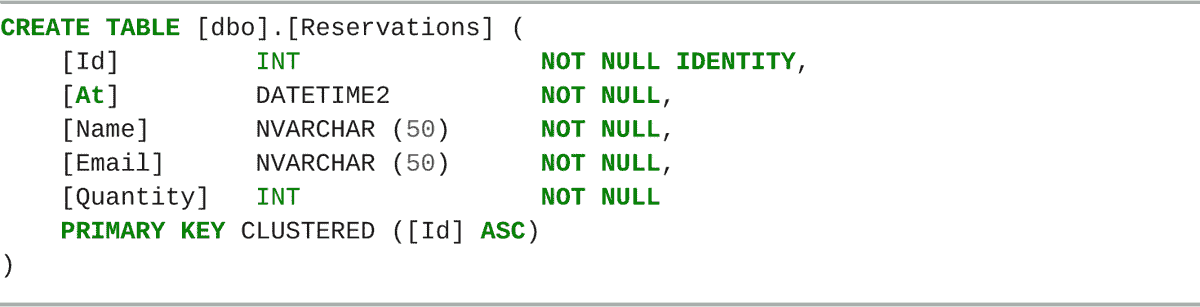 CREATE TABLE [dbo].[Reservations] (
    [Id]         INT                NOT NULL IDENTITY,
    [At]         DATETIME2          NOT NULL,
    [Name]       NVARCHAR (50)      NOT NULL,
    [Email]      NVARCHAR (50)      NOT NULL,
    [Quantity]   INT                NOT NULL
    PRIMARY KEY CLUSTERED ([Id] ASC)
)